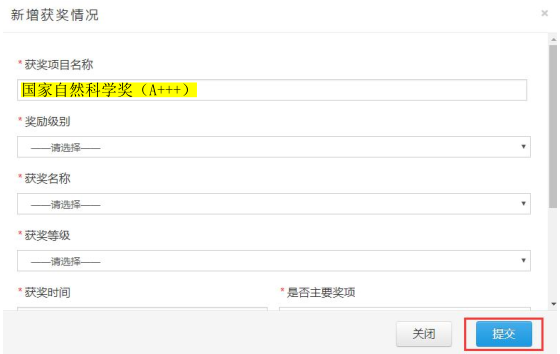 新增获奖情况 ×
* 获奖项目名称
国家自然科学奖（A+++）
* 奖励级别
——请选择——
* 获奖名称
——请选择——
* 获奖等级
——请选择——
* 获奖时间 * 是否主要奖项
关闭 提交